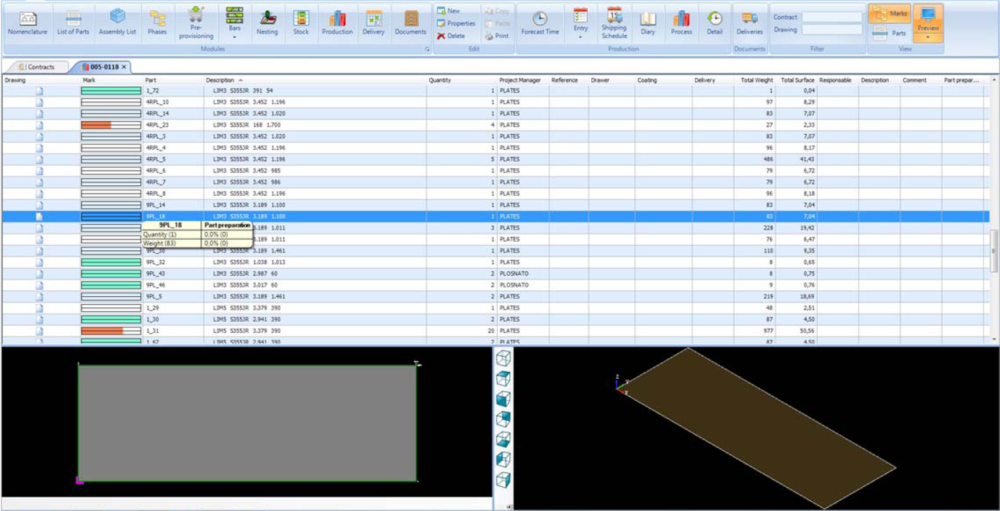 Nomenclature List of Parts Assembly List Phases Pre-provisioning Bars Nesting Stock Production Delivery Documents
New Copy
Properties Paste
Delete Print
Forecast Time Entry Shipping Schedule Diary Process Detail Deliveries
Contract
Drawing
Marks
Parts
Preview
Modules Edit Production Documents Filter View
Contracts 005-0118 ×
Drawing Mark Part Description Quantity Project Manager Reference Drawer Coating Delivery Total Weight Total Surface Responsable Description Comment Part prepar...
1_72 LIM3 S355JR 391 54 1 PLATES 1 0,04
4RPL_10 LIM3 S355JR 3.452 1.196 1 PLATES 97 8,29
4RPL_14 LIM3 S355JR 3.452 1.020 1 PLATES 83 7,07
4RPL_23 LIM3 S355JR 168 1.700 4 PLATES 27 2,33
4RPL_3 LIM3 S355JR 3.452 1.020 1 PLATES 83 7,07
4RPL_4 LIM3 S355JR 3.452 1.196 1 PLATES 96 8,17
4RPL_5 LIM3 S355JR 3.452 1.196 5 PLATES 486 41,43
4RPL_6 LIM3 S355JR 3.452 985 1 PLATES 79 6,72
4RPL_7 LIM3 S355JR 3.452 986 1 PLATES 79 6,72
4RPL_8 LIM3 S355JR 3.452 1.196 1 PLATES 96 8,18
9PL_14 LIM3 S355JR 3.189 1.100 1 PLATES 83 7,04
9PL_18 LIM3 S355JR 3.189 1.100 1 PLATES 83 7,04
9PL_18 Part preparation 3.189 1.011 3 PLATES 228 19,42
Quantity (1) 0,0% (0) 3.189 1.011 1 PLATES 76 6,47
Weight (83) 0,0% (0)
9PL_30 LIM3 S355JR 3.189 1.461 1 PLATES 110 9,35
9PL_32 LIM3 S355JR 1.038 1.013 1 PLATES 8 0,65
9PL_43 LIM3 S355JR 2.987 60 2 PLOSNATO 8 0,75
9PL_46 LIM3 S355JR 3.017 60 2 PLOSNATO 9 0,76
9PL_5 LIM3 S355JR 3.189 1.461 2 PLATES 219 18,69
1_29 LIM5 S355JR 3.379 390 1 PLATES 48 2,51
1_30 LIM5 S355JR 2.941 390 2 PLATES 87 4,50
1_31 LIM5 S355JR 3.379 390 20 PLATES 977 50,56
1_62 LIM5 S355JR 2.941 390 2 PLATES 87 4,50